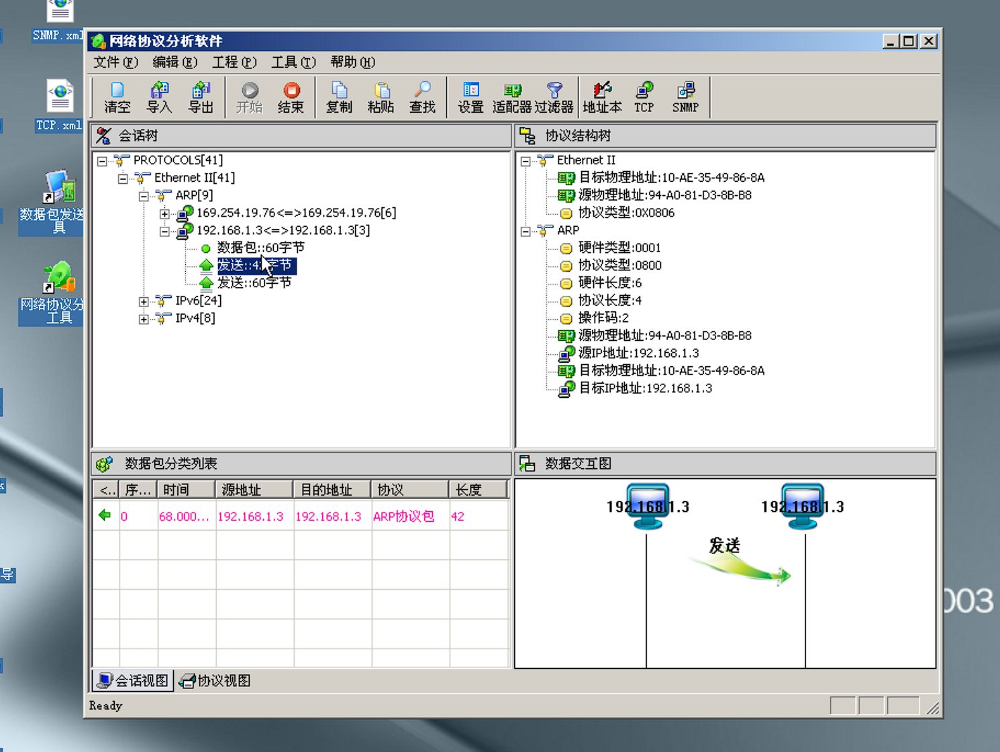 SNMP.xml
TCP.xml
数据包发送
具
网络协议分
工具
导
网络协议分析软件
文件(F) 编辑(E) 工程(P) 工具(T) 帮助(H)
清空 导入 导出 开始 结束 复制 粘贴 查找 设置 适配器 过滤器 地址本 TCP SNMP
会话树
PROTOCOLS[41]
Ethernet II[41]
ARP[9]
169.254.19.76<=>169.254.19.76[6]
192.168.1.3<=>192.168.1.3[3]
数据包::60字节
发送::42字节
发送::60字节
IPv6[24]
IPv4[8]
协议结构树
Ethernet II
目标物理地址:10-AE-35-49-86-8A
源物理地址:94-A0-81-D3-8B-B8
协议类型:0X0806
ARP
硬件类型:0001
协议类型:0800
硬件长度:6
协议长度:4
操作码:2
源物理地址:94-A0-81-D3-8B-B8
源IP地址:192.168.1.3
目标物理地址:10-AE-35-49-86-8A
目标IP地址:192.168.1.3
数据包分类列表
<.. 序... 时间 源地址 目的地址 协议 长度
0 68.000... 192.168.1.3 192.168.1.3 ARP协议包 42
数据交互图
192.168.1.3 192.168.1.3
发送
会话视图 协议视图
Ready
003